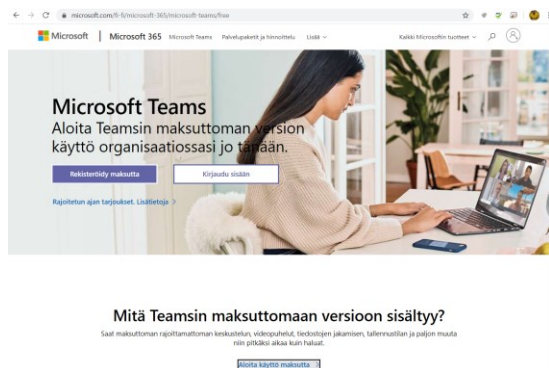 microsoft.com/fi-fi/microsoft-365/microsoft-teams/free
Microsoft | Microsoft 365 Microsoft Teams Palvelupaketit ja hinnoittelu Lisää Kaikki Microsoftin tuotteet
Microsoft Teams
Aloita Teamsin maksuttoman version
käyttö organisaatiossasi jo tänään.
Rekisteröidy maksutta Kirjaudu sisään
Rajoitetun ajan tarjoukset. Lisätietoja >
Mitä Teamsin maksuttomaan versioon sisältyy?
Saat maksuttoman rajoittamattoman keskustelun, videopuhelut, tiedostojen jakamisen, tallennustilan ja paljon muuta
niin pitkäksi aikaa kuin haluat.
Aloita käyttö maksutta >